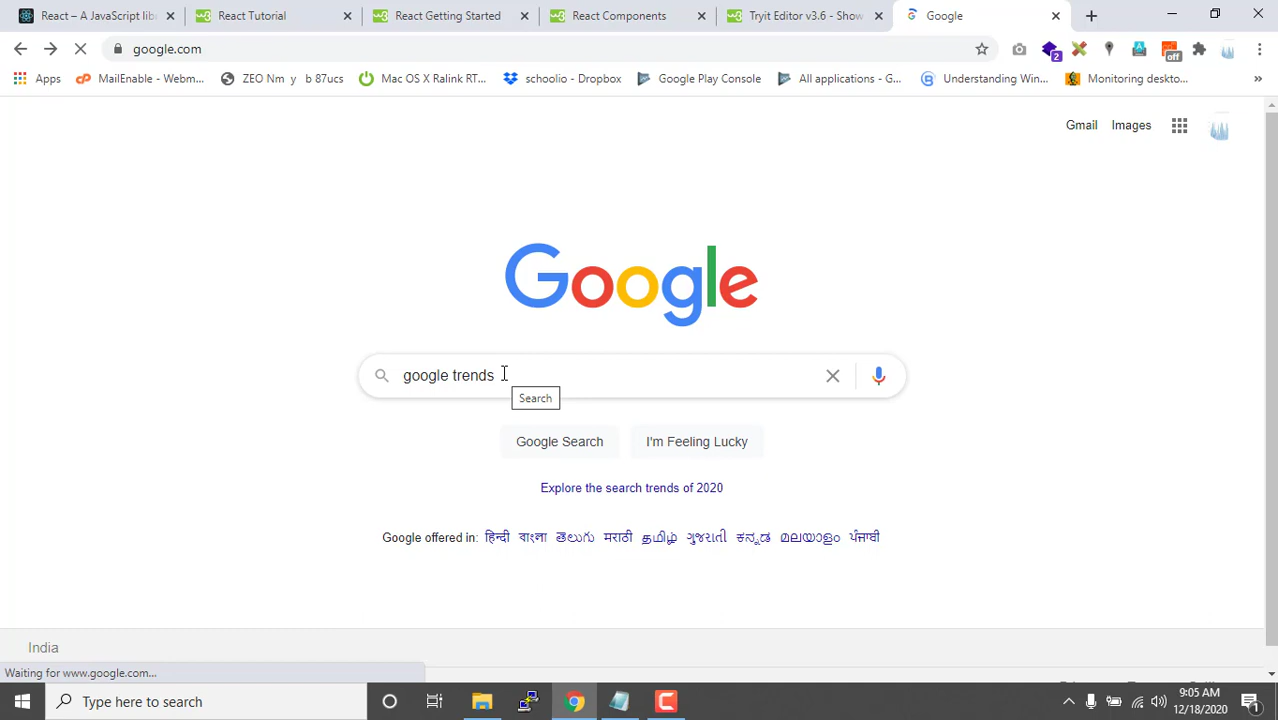 React – A JavaScript lib
React Tutorial
React Getting Started
React Components
Tryit Editor v3.6 - Show
Google
google.com
2
off
Apps
MailEnable - Webm...
ZEO Nm y b 87ucs
Mac OS X Ralink RT...
schoolio - Dropbox
Google Play Console
All applications - G...
Understanding Win...
Monitoring deskto...
»
Gmail Images
Google
google trends
Search
Google Search I'm Feeling Lucky
Explore the search trends of 2020
Google offered in: हिन्दी বাংলা తెలుగు मराठी தமிழ் ગુજરાતી ಕನ್ನಡ മലയാളം ਪੰਜਾਬੀ
India
Waiting for www.google.com...
Type here to search
9:05 AM
12/18/2020
1